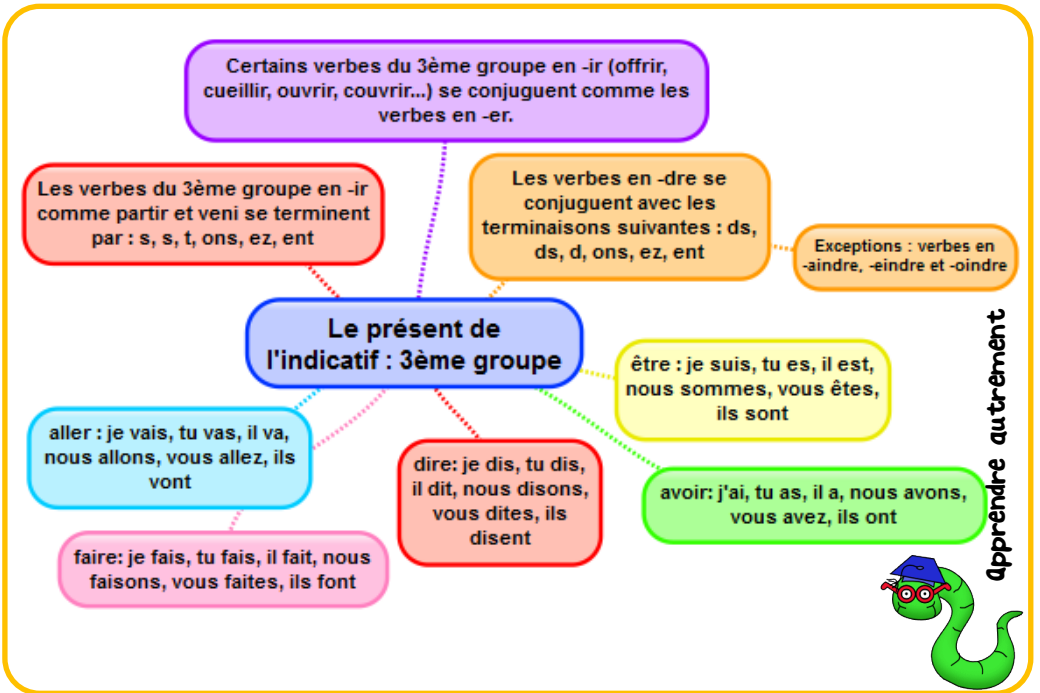 Certains verbes du 3ème groupe en -ir (offrir,
cueillir, ouvrir, couvrir...) se conjuguent comme les
verbes en -er.
Les verbes du 3ème groupe en -ir
comme partir et veni se terminent
par : s, s, t, ons, ez, ent
Les verbes en -dre se
conjuguent avec les
terminaisons suivantes : ds,
ds, d, ons, ez, ent
Exceptions : verbes en
-aindre, -eindre et -oindre
Le présent de
l'indicatif : 3ème groupe
être : je suis, tu es, il est,
nous sommes, vous êtes,
ils sont
aller : je vais, tu vas, il va,
nous allons, vous allez, ils
vont
dire: je dis, tu dis,
il dit, nous disons,
vous dites, ils
disent
avoir: j'ai, tu as, il a, nous avons,
vous avez, ils ont
faire: je fais, tu fais, il fait, nous
faisons, vous faites, ils font
apprendre autrement